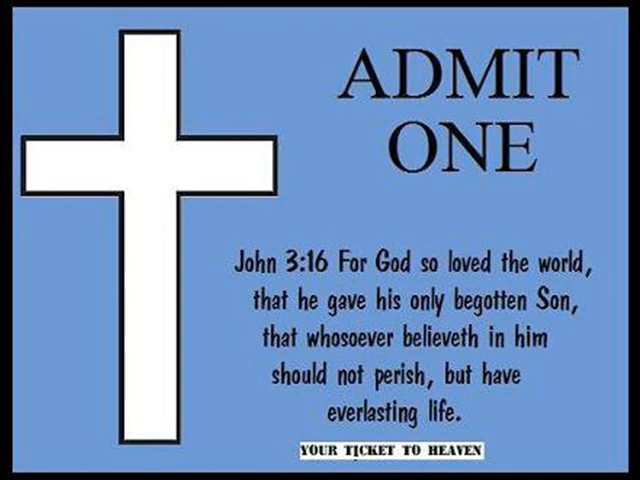 ADMIT
ONE
John 3:16 For God so loved the world,
that he gave his only begotten Son,
that whosoever believeth in him
should not perish, but have
everlasting life.
YOUR TICKET TO HEAVEN